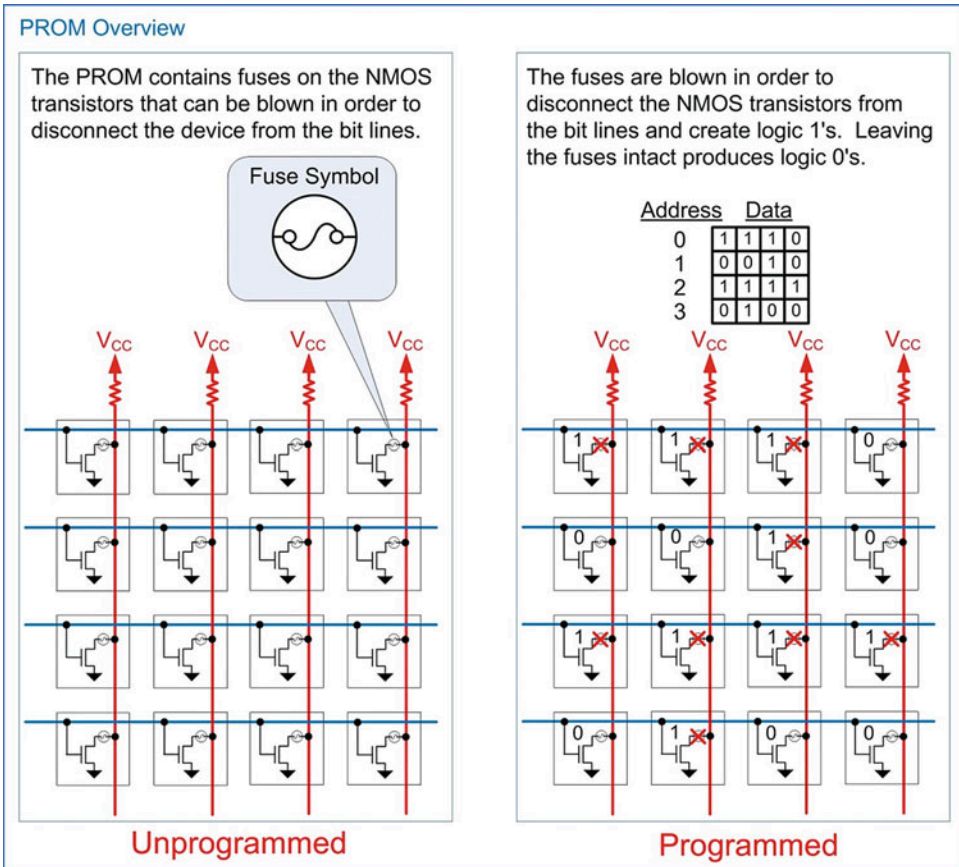 PROM Overview
The PROM contains fuses on the NMOS
transistors that can be blown in order to
disconnect the device from the bit lines.
Fuse Symbol
VCC VCC VCC VCC
Unprogrammed
The fuses are blown in order to
disconnect the NMOS transistors from
the bit lines and create logic 1's. Leaving
the fuses intact produces logic 0's.
Address Data
0 1 1 1 0
1 0 0 1 0
2 1 1 1 1
3 0 1 0 0
VCC VCC VCC VCC
1 1 1 0
0 0 1 0
1 1 1 1
0 1 0 0
Programmed